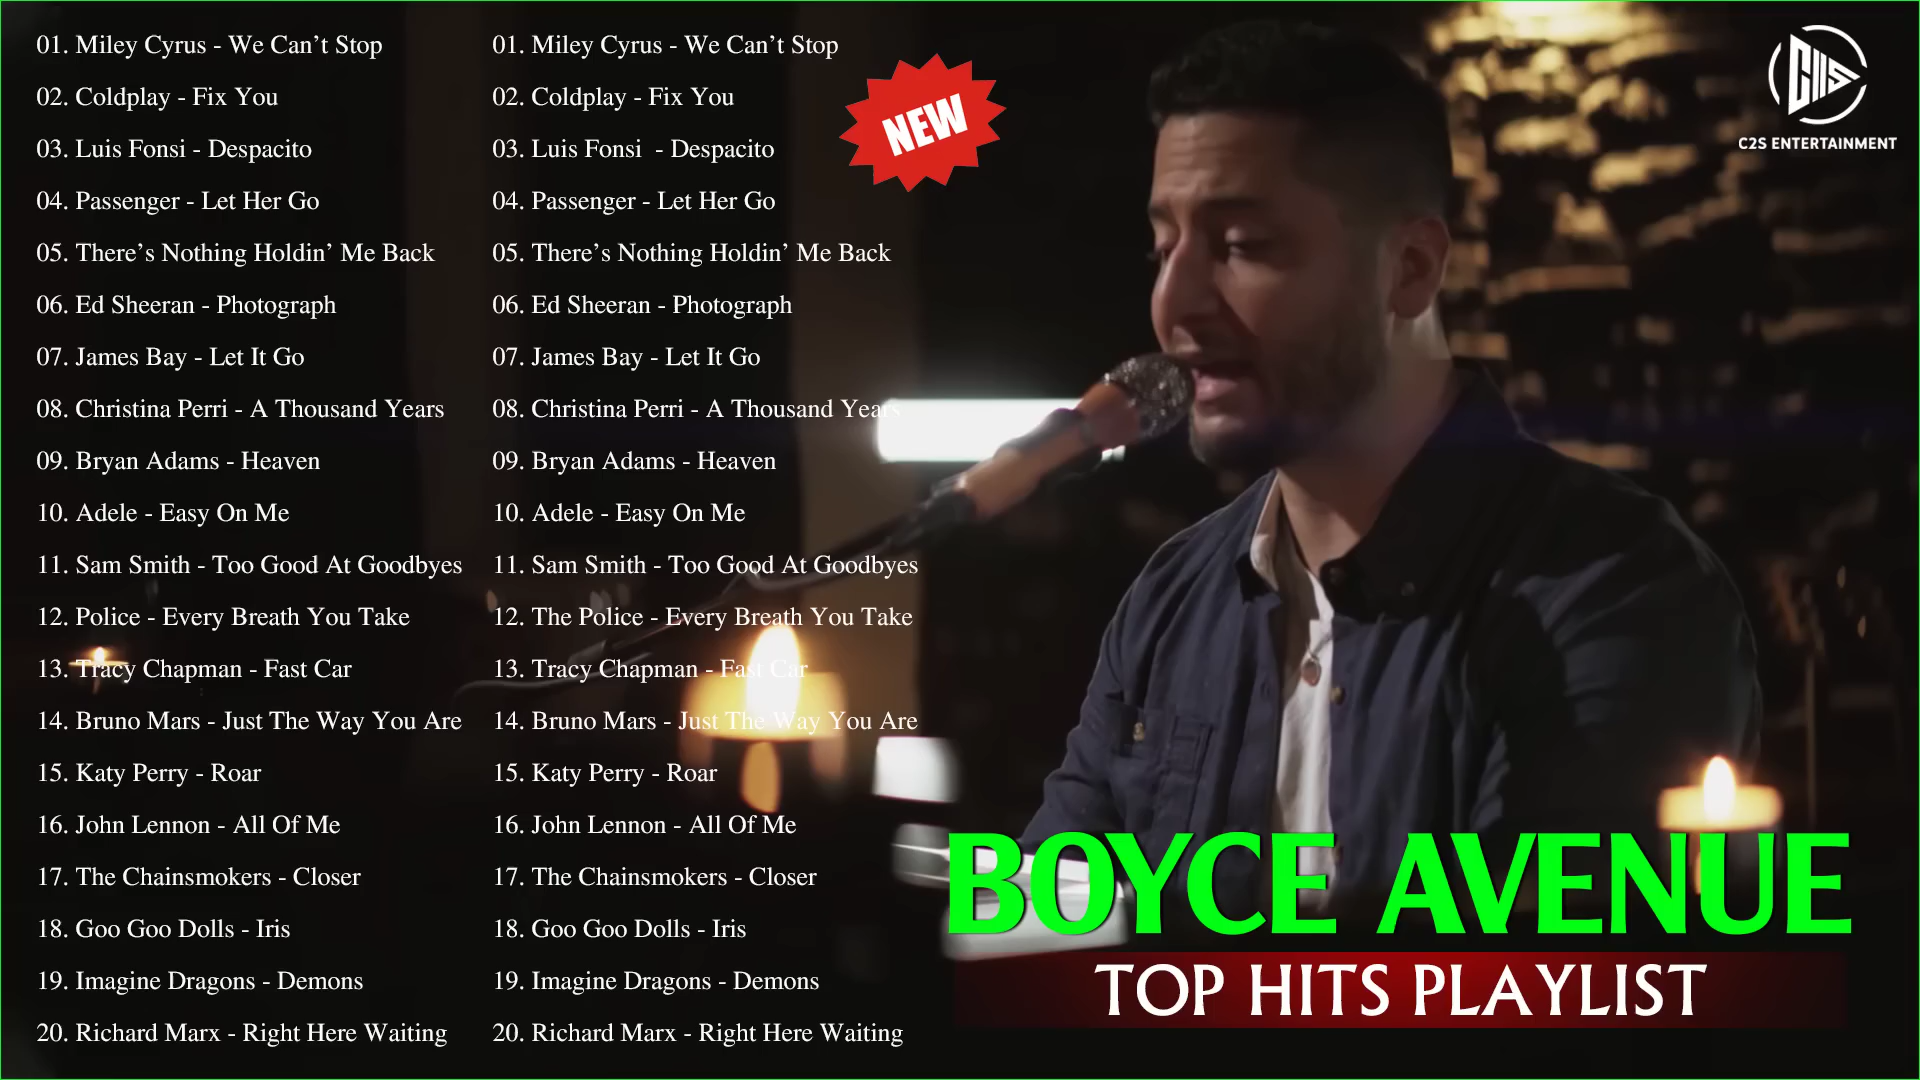 01. Miley Cyrus - We Can’t Stop
02. Coldplay - Fix You
03. Luis Fonsi - Despacito
04. Passenger - Let Her Go
05. There’s Nothing Holdin’ Me Back
06. Ed Sheeran - Photograph
07. James Bay - Let It Go
08. Christina Perri - A Thousand Years
09. Bryan Adams - Heaven
10. Adele - Easy On Me
11. Sam Smith - Too Good At Goodbyes
12. Police - Every Breath You Take
13. Tracy Chapman - Fast Car
14. Bruno Mars - Just The Way You Are
15. Katy Perry - Roar
16. John Lennon - All Of Me
17. The Chainsmokers - Closer
18. Goo Goo Dolls - Iris
19. Imagine Dragons - Demons
20. Richard Marx - Right Here Waiting
01. Miley Cyrus - We Can’t Stop
02. Coldplay - Fix You
03. Luis Fonsi  - Despacito
04. Passenger - Let Her Go
05. There’s Nothing Holdin’ Me Back
06. Ed Sheeran - Photograph
07. James Bay - Let It Go
08. Christina Perri - A Thousand Years
09. Bryan Adams - Heaven
10. Adele - Easy On Me
11. Sam Smith - Too Good At Goodbyes
12. The Police - Every Breath You Take
13. Tracy Chapman - Fast Car
14. Bruno Mars - Just The Way You Are
15. Katy Perry - Roar
16. John Lennon - All Of Me
17. The Chainsmokers - Closer
18. Goo Goo Dolls - Iris
19. Imagine Dragons - Demons
20. Richard Marx - Right Here Waiting
NEW
C2S ENTERTAINMENT
BOYCE AVENUE
TOP HITS PLAYLIST